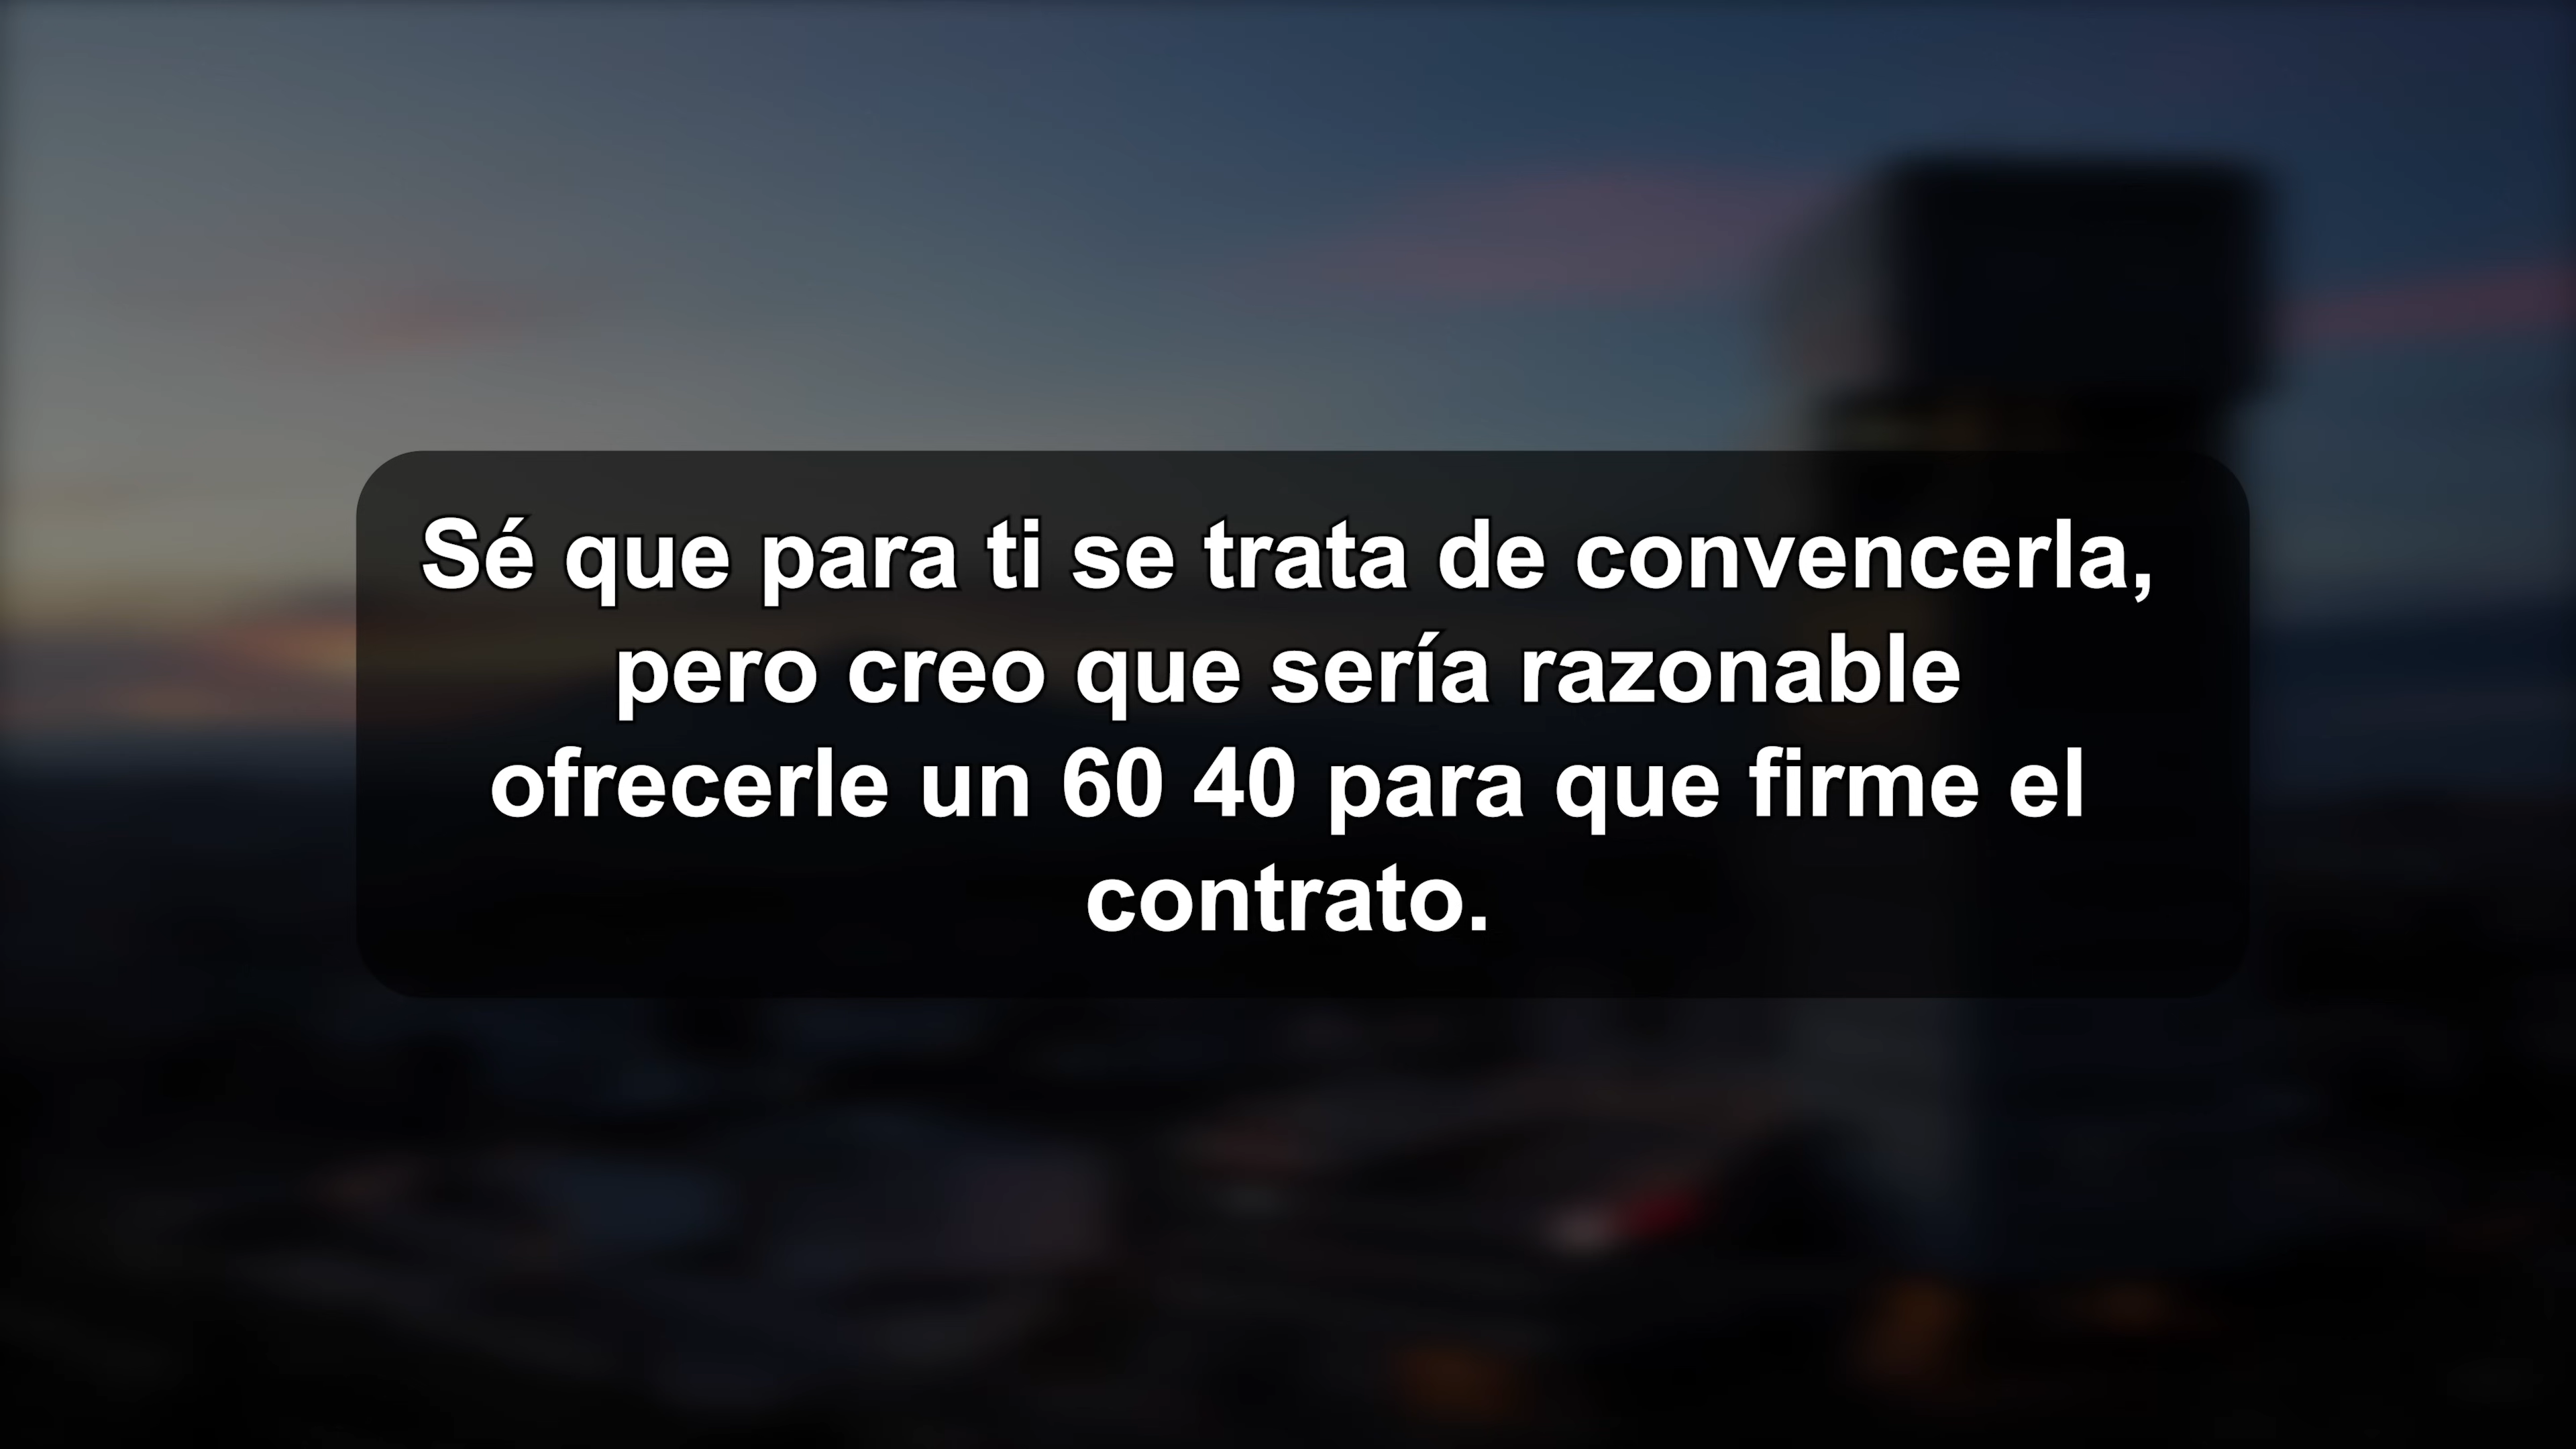 Sé que para ti se trata de convencerla,
pero creo que sería razonable
ofrecerle un 60 40 para que firme el
contrato.